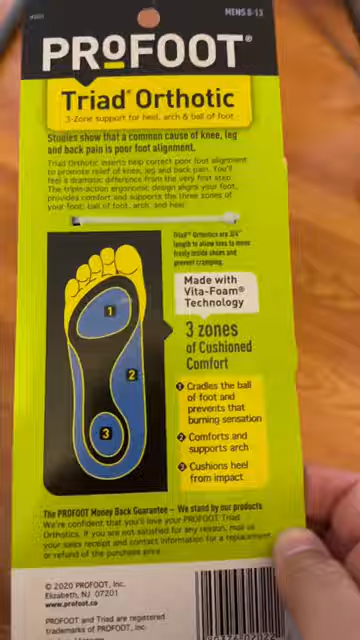 MENS 8-13
PROFOOT®
Triad® Orthotic
3-Zone support for heel, arch & ball of foot
Studies show that a common cause of knee, leg
and back pain is poor foot alignment.
Triad Orthotic inserts help correct poor foot alignment
to promote relief of knee, leg and back pain. You'll
feel a dramatic difference from the very first step.
The triple-action ergonomic design aligns your foot,
provides comfort and supports the three zones of
your foot: ball of foot, arch, and heel.
Triad® Orthotics are 3/4
length to allow toes to move
freely inside shoes and
prevent cramping.
Made with
Vita-Foam®
Technology
1
2
3
3 zones
of Cushioned
Comfort
1 Cradles the ball
of foot and
prevents that
burning sensation
2 Comforts and
supports arch
3 Cushions heel
from impact
The PROFOOT Money Back Guarantee – We stand by our products
We're confident that you'll love your PROFOOT Triad
Orthotics. If you are not satisfied for any reason, mail us
your sales receipt and contact information for a replacement
or refund of the purchase price.
© 2020 PROFOOT, Inc.
Elizabeth, NJ 07201
www.profoot.co
PROFOOT and Triad are registered
trademarks of PROFOOT, Inc.